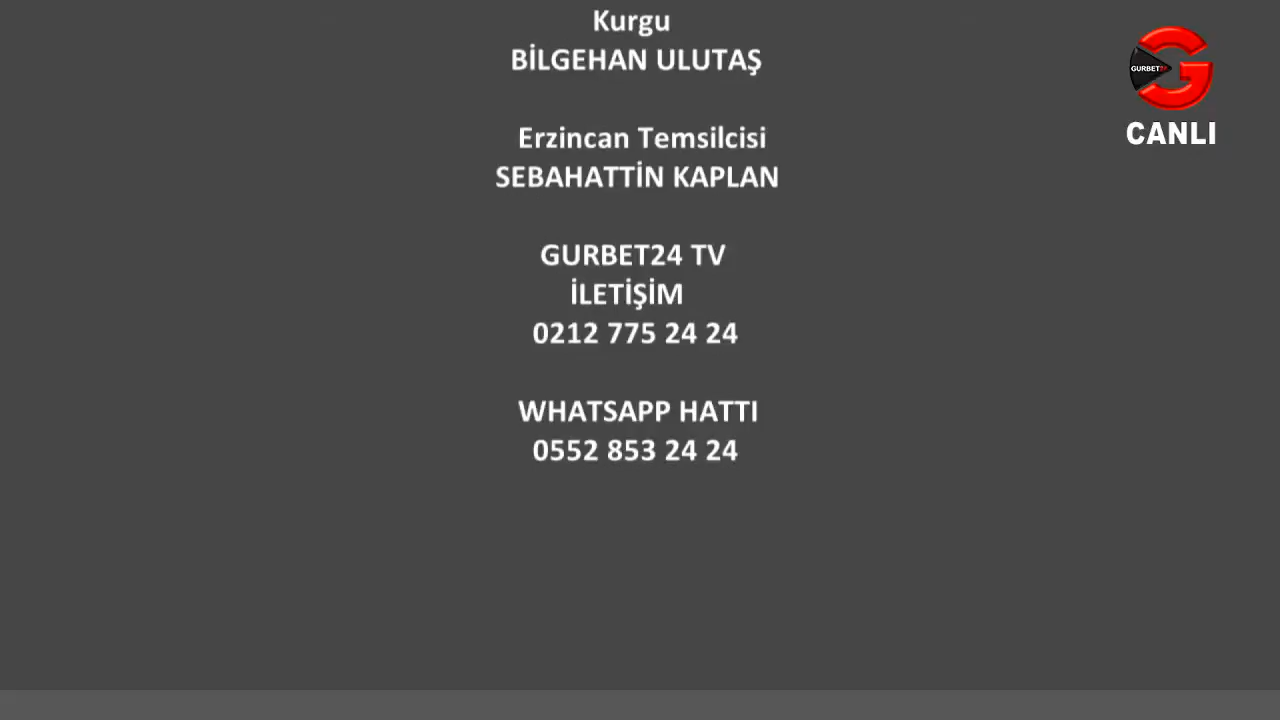 Kurgu
BİLGEHAN ULUTAŞ
Erzincan Temsilcisi
SEBAHATTİN KAPLAN
GURBET24 TV
İLETİŞİM
0212 775 24 24
WHATSAPP HATTI
0552 853 24 24
GURBET24
CANLI